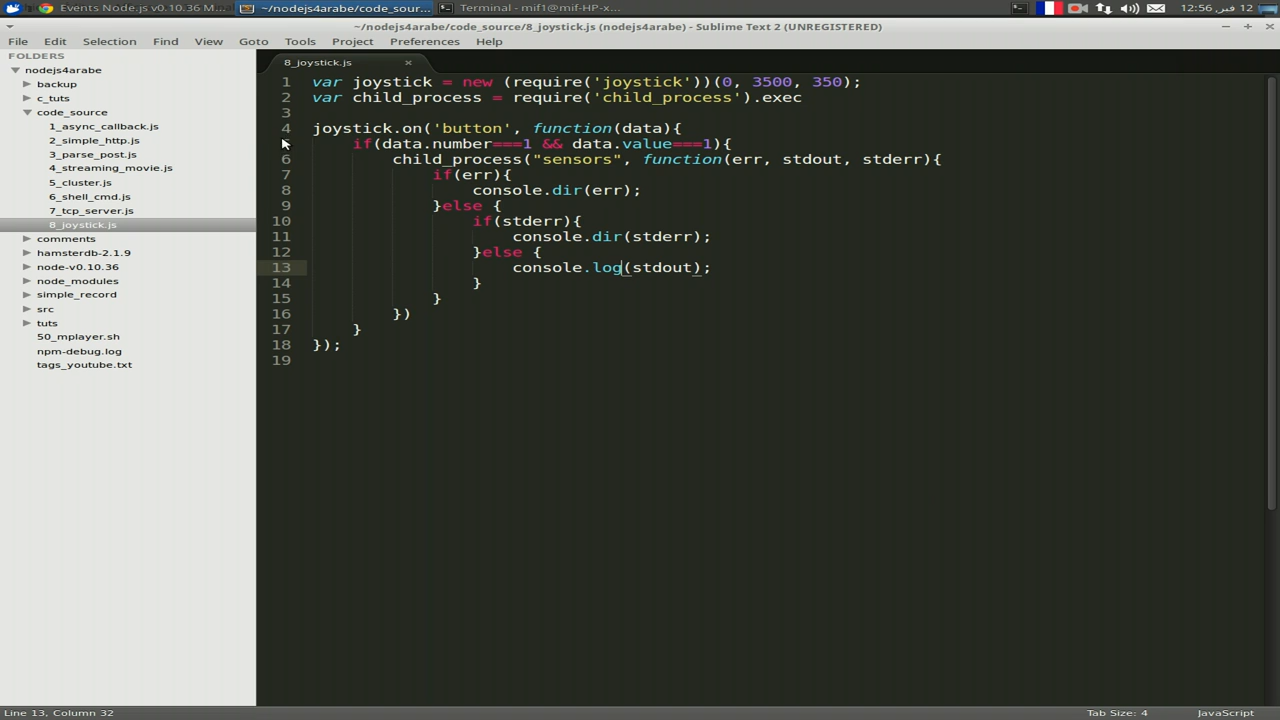 Events Node.js v0.10.36 M...
~/nodejs4arabe/code_sour...
Terminal - mif1@mif-HP-x...
12 فبر, 12:56
~/nodejs4arabe/code_source/8_joystick.js (nodejs4arabe) - Sublime Text 2 (UNREGISTERED)
File Edit Selection Find View Goto Tools Project Preferences Help
FOLDERS
nodejs4arabe
backup
c_tuts
code_source
1_async_callback.js
2_simple_http.js
3_parse_post.js
4_streaming_movie.js
5_cluster.js
6_shell_cmd.js
7_tcp_server.js
8_joystick.js
comments
hamsterdb-2.1.9
node-v0.10.36
node_modules
simple_record
src
tuts
50_mplayer.sh
npm-debug.log
tags_youtube.txt
8_joystick.js ×
1 var joystick = new (require('joystick'))(0, 3500, 350);
2 var child_process = require('child_process').exec
3
4 joystick.on('button', function(data){
if(data.number===1 && data.value===1){
6 child_process("sensors", function(err, stdout, stderr){
7 if(err){
8 console.dir(err);
9 }else {
10 if(stderr){
11 console.dir(stderr);
12 }else {
13 console.log(stdout);
14 }
15 }
16 })
17 }
18 });
19
Line 13, Column 32
Tab Size: 4
JavaScript